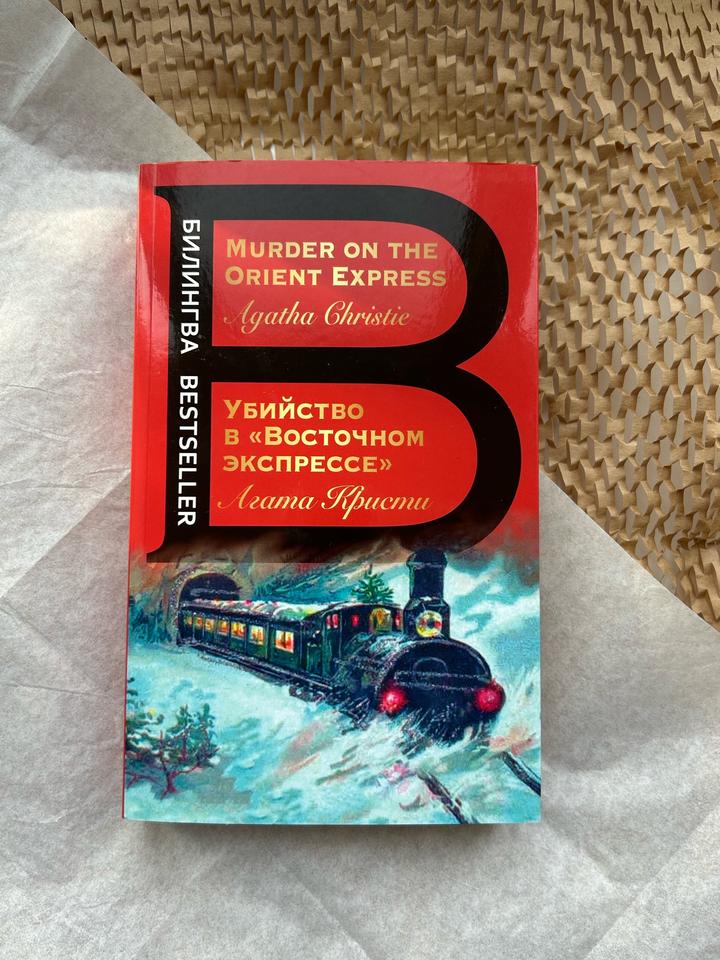 БИЛИНГВА BESTSELLER
MURDER ON THE
ORIENT EXPRESS
Agatha Christie
УБИЙСТВО
В «ВОСТОЧНОМ
ЭКСПРЕССЕ»
Агата Кристи